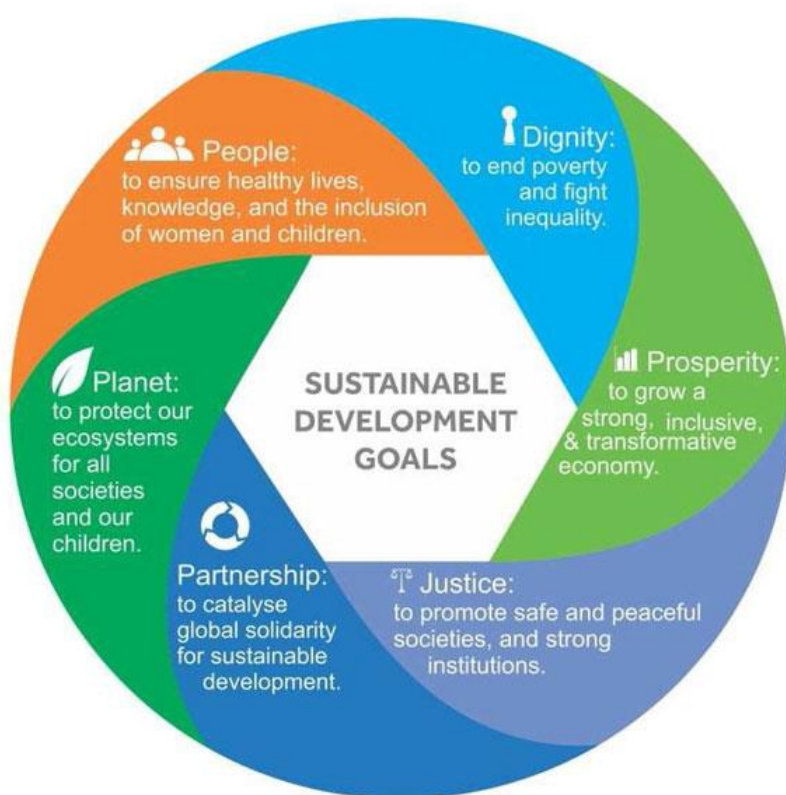 People:
to ensure healthy lives,
knowledge, and the inclusion
of women and children.
Dignity:
to end poverty
and fight
inequality.
Prosperity:
to grow a
strong, inclusive,
& transformative
economy.
Justice:
to promote safe and peaceful
societies, and strong
institutions.
Partnership:
to catalyse
global solidarity
for sustainable
development.
Planet:
to protect our
ecosystems
for all
societies
and our
children.
SUSTAINABLE
DEVELOPMENT
GOALS